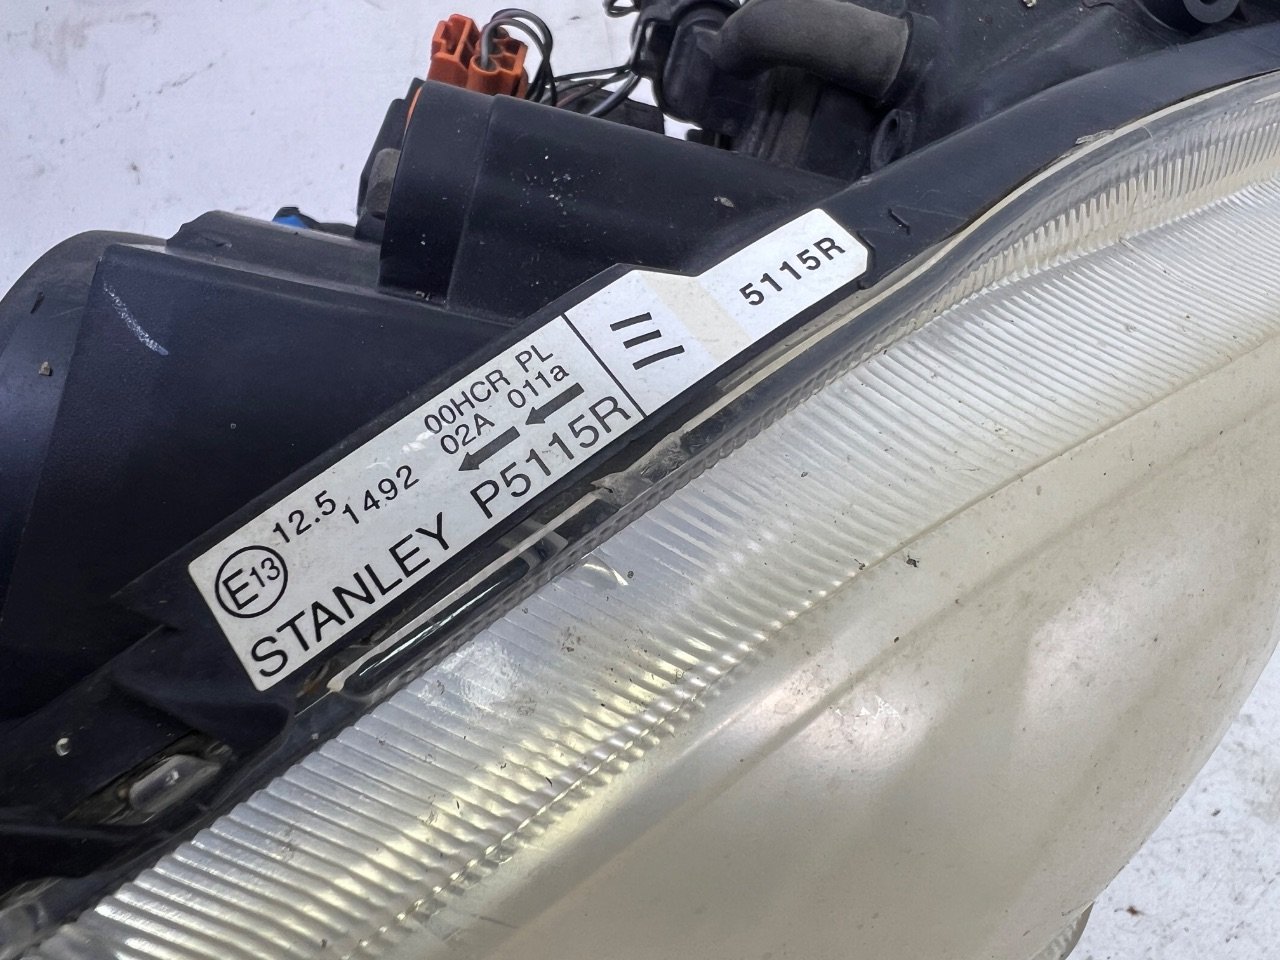 E13
12.5 00HCR PL
1492 02A 011a
← ←
STANLEY P5115R
5115R